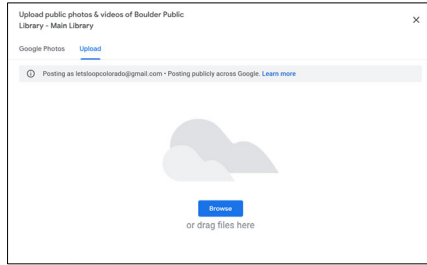 Upload public photos & videos of Boulder Public
Library - Main Library
Google Photos Upload
Posting as letsloopcolorado@gmail.com • Posting publicly across Google. Learn more
Browse
or drag files here